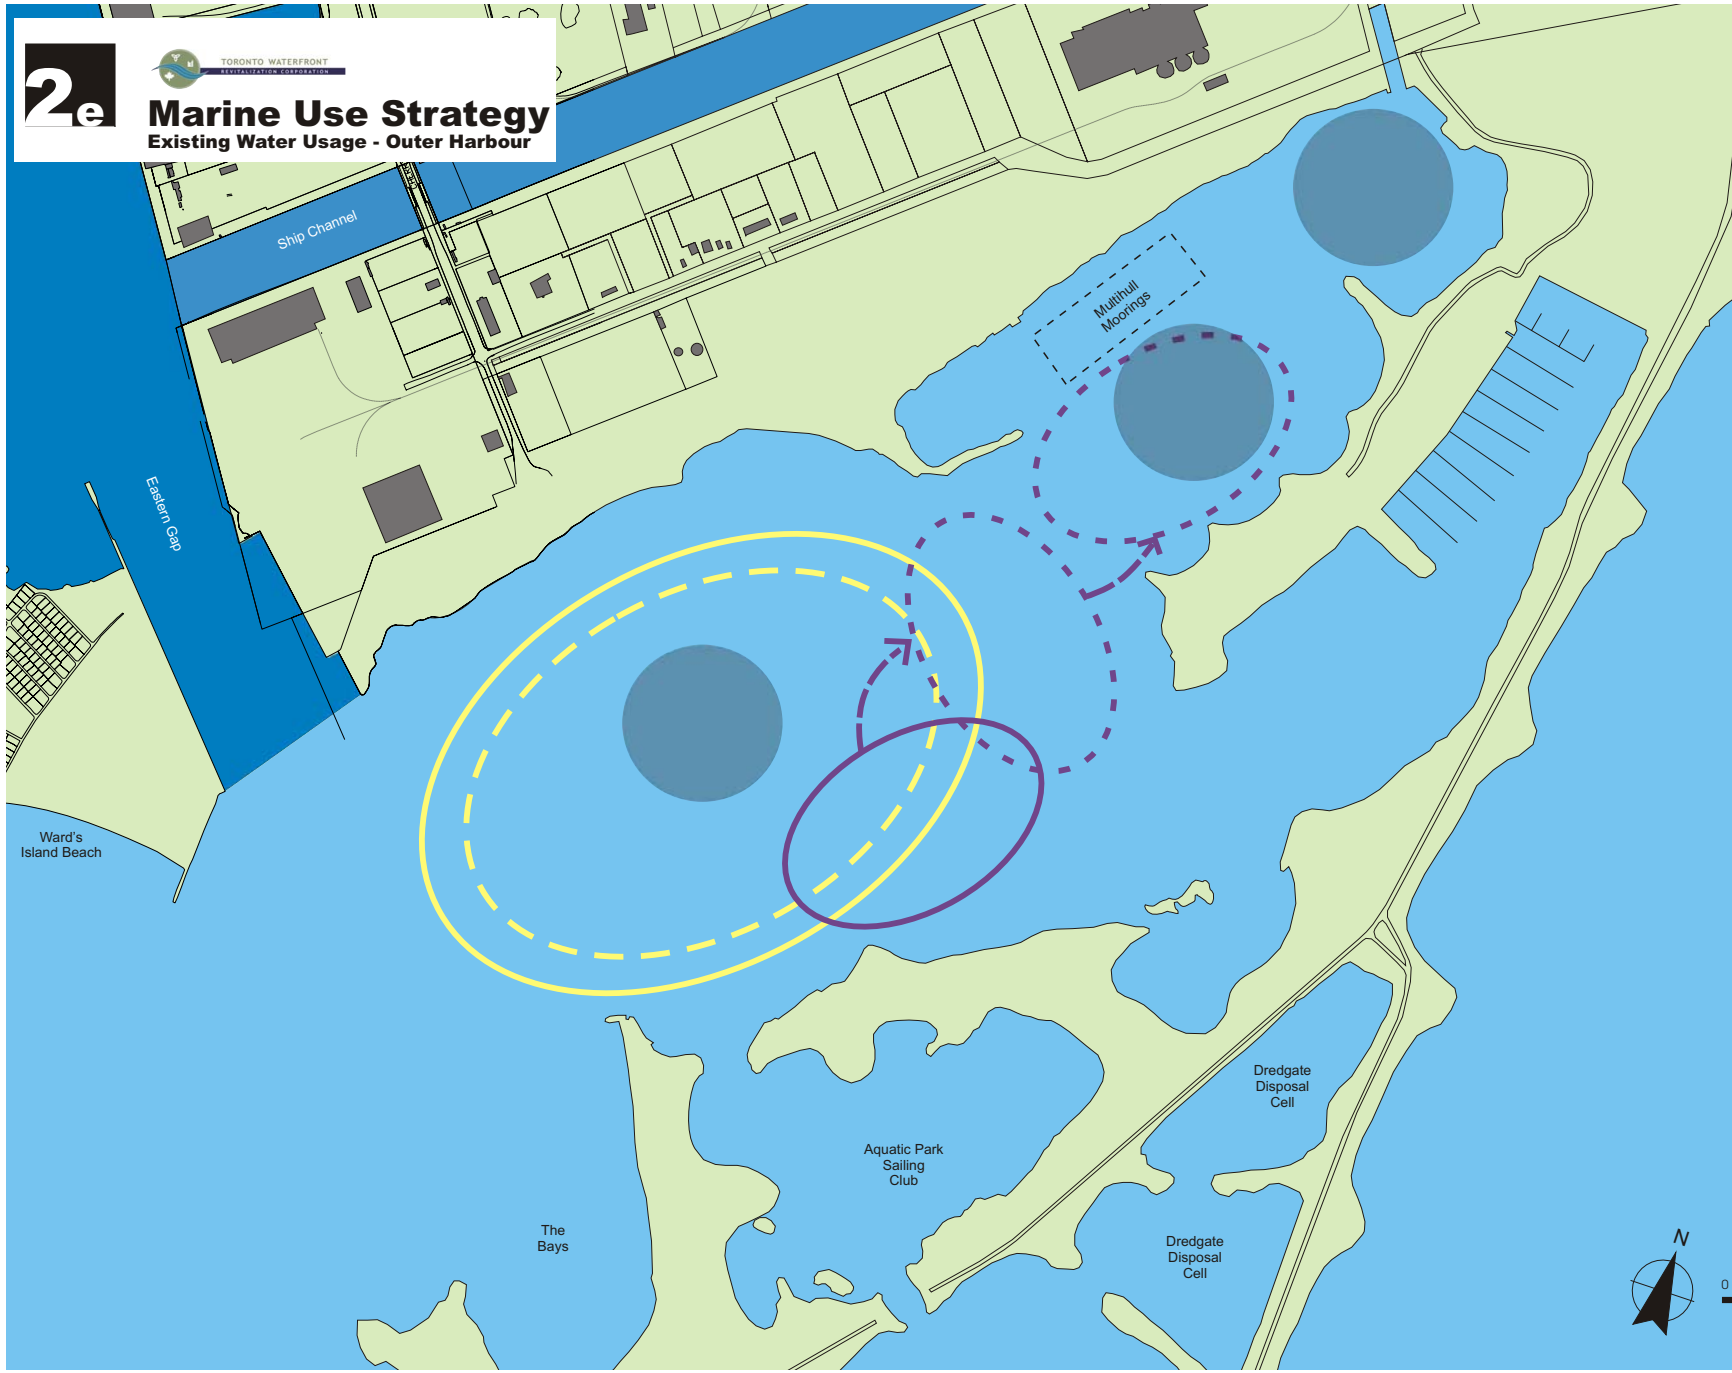 2e
TORONTO WATERFRONT
REVITALIZATION CORPORATION
Marine Use Strategy
Existing Water Usage - Outer Harbour
Ship Channel
Multihull
Moorings
Eastern Gap
Ward's
Island Beach
Dredgate
Disposal
Cell
Aquatic Park
Sailing
Club
The
Bays
Dredgate
Disposal
Cell
N
0